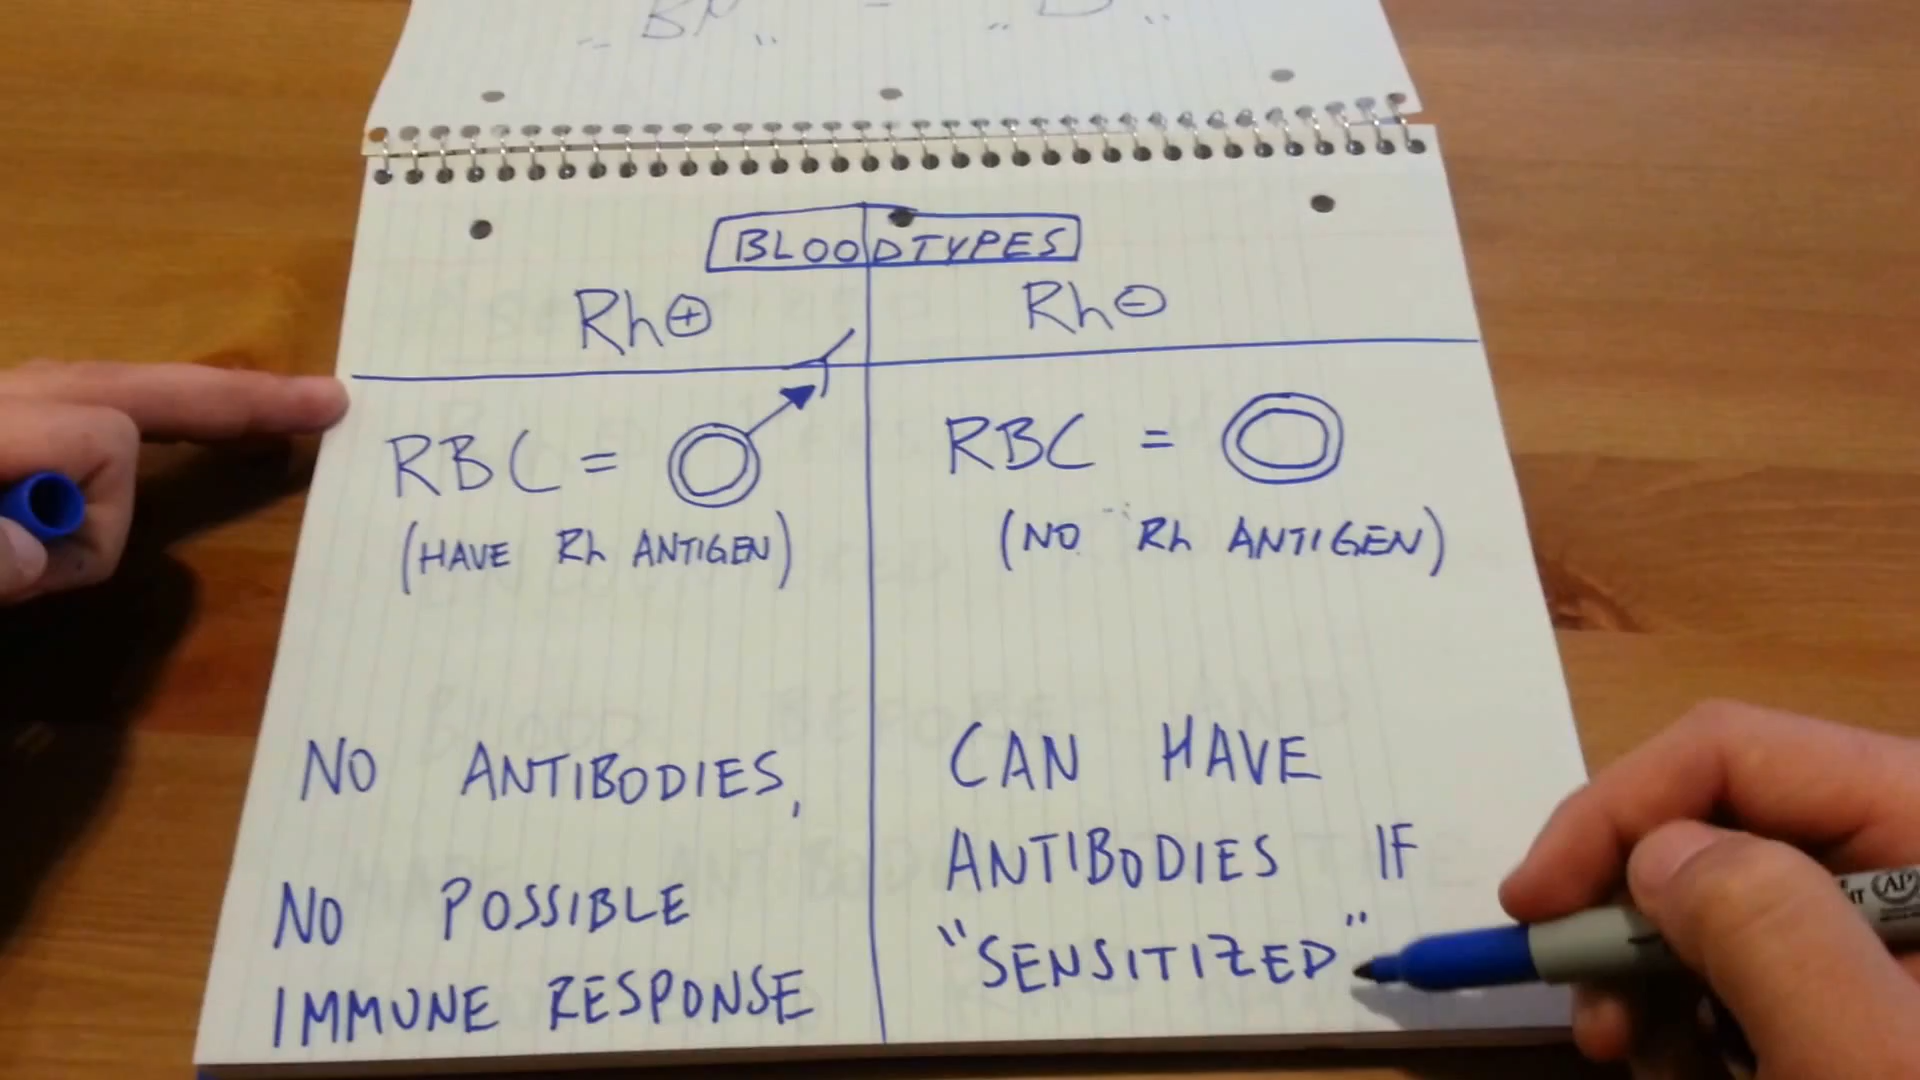 BLOODTYPES
Rh⊕
RBC =
(HAVE Rh ANTIGEN)
NO ANTIBODIES,
NO POSSIBLE
IMMUNE RESPONSE
Rh⊖
RBC =
(NO Rh ANTIGEN)
CAN HAVE
ANTIBODIES IF
"SENSITIZED"
AP